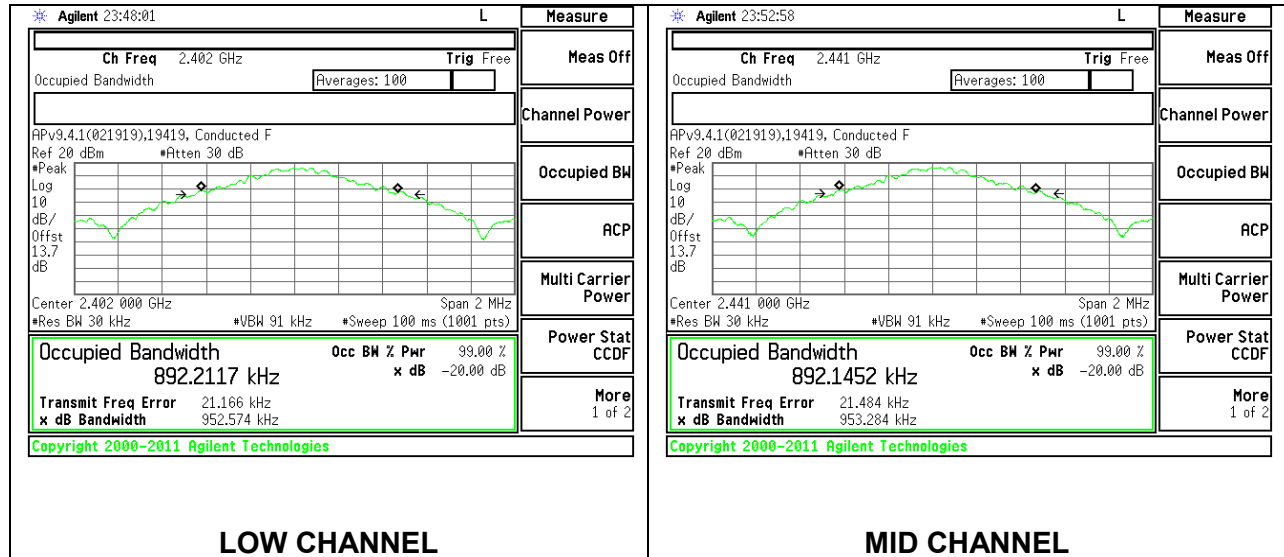 Agilent 23:48:01 L Measure
Ch Freq 2.402 GHz Trig Free
Occupied Bandwidth Averages: 100
APv9.4.1(021919),19419, Conducted F
Ref 20 dBm #Atten 30 dB
#Peak
Log
10
dB/
Offst
13.7
dB
Center 2.402 000 GHz Span 2 MHz
#Res BW 30 kHz #VBW 91 kHz #Sweep 100 ms (1001 pts)
Occupied Bandwidth Occ BW % Pwr 99.00 %
892.2117 kHz x dB -20.00 dB
Transmit Freq Error 21.166 kHz
x dB Bandwidth 952.574 kHz
Copyright 2000-2011 Agilent Technologies
Meas Off
Channel Power
Occupied BW
ACP
Multi Carrier
Power
Power Stat
CCDF
More
1 of 2
LOW CHANNEL
Agilent 23:52:58 L Measure
Ch Freq 2.441 GHz Trig Free
Occupied Bandwidth Averages: 100
APv9.4.1(021919),19419, Conducted F
Ref 20 dBm #Atten 30 dB
#Peak
Log
10
dB/
Offst
13.7
dB
Center 2.441 000 GHz Span 2 MHz
#Res BW 30 kHz #VBW 91 kHz #Sweep 100 ms (1001 pts)
Occupied Bandwidth Occ BW % Pwr 99.00 %
892.1452 kHz x dB -20.00 dB
Transmit Freq Error 21.484 kHz
x dB Bandwidth 953.284 kHz
Copyright 2000-2011 Agilent Technologies
Meas Off
Channel Power
Occupied BW
ACP
Multi Carrier
Power
Power Stat
CCDF
More
1 of 2
MID CHANNEL